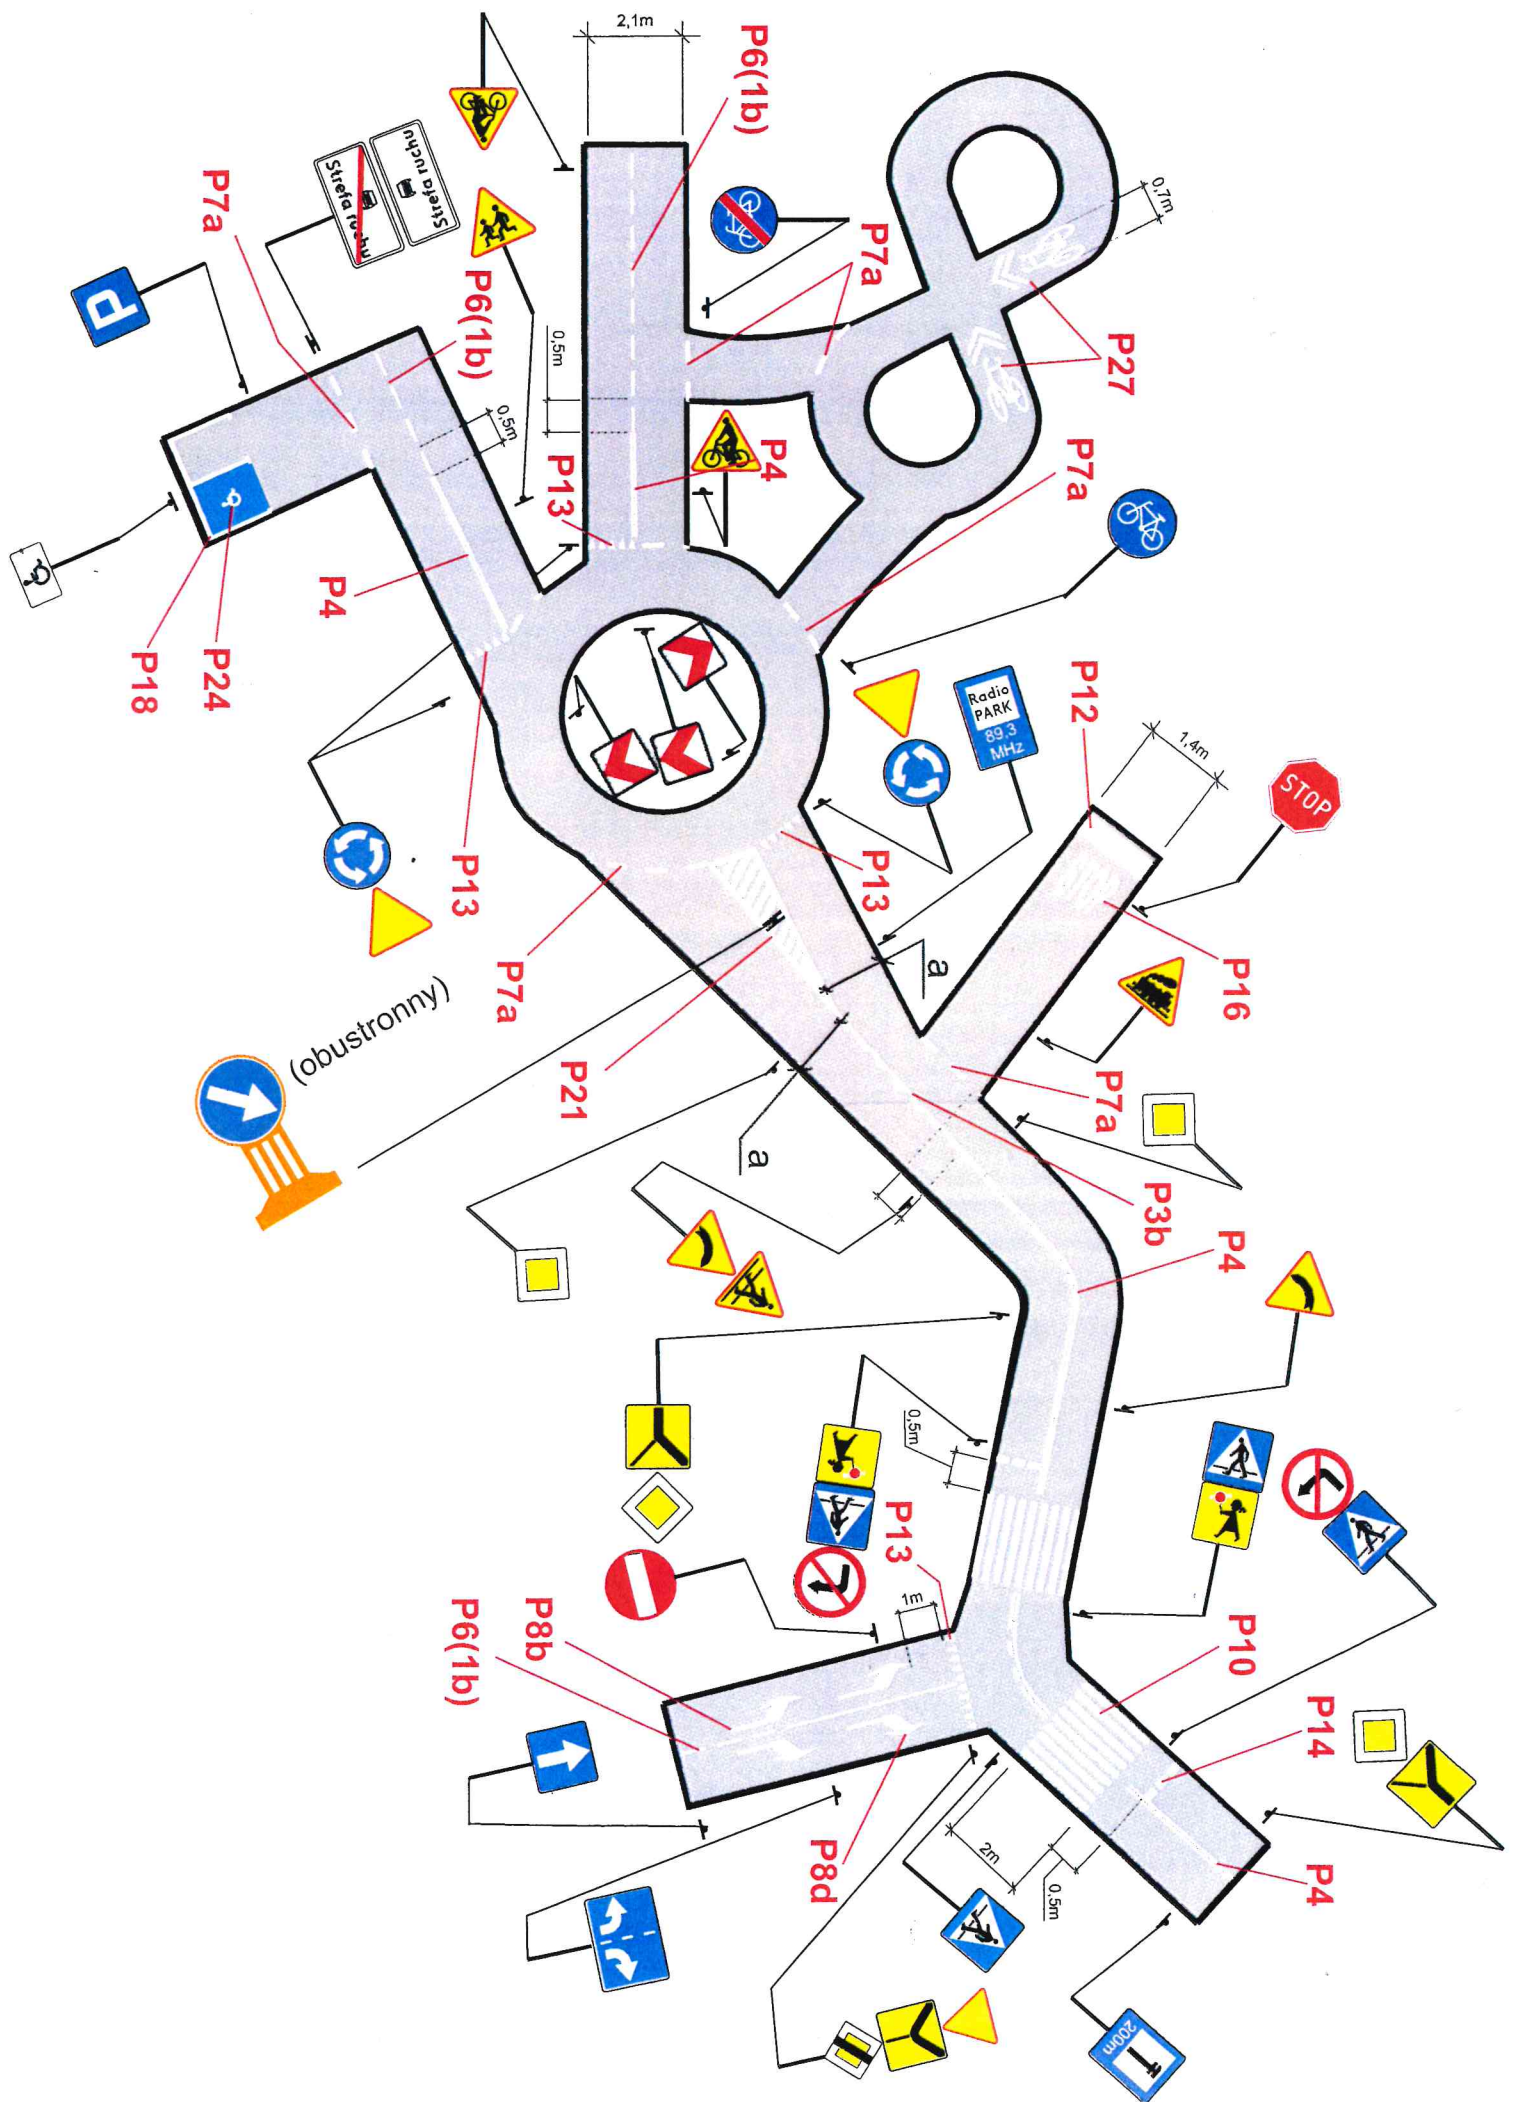 2,1m
P6(1b)
0,7m
Strefa ruchu
Strefa ruchu
P7a
P7a
P6(1b)
P27
0,5m
0,5m
P4
P7a
P13
P4
P24
P18
Radio
PARK
89.3
MHz
P12
1,4m
STOP
P13
P13
P16
P7a
a
(obustronny)
P21
P7a
a
P3b
P4
0,5m
P13
1m
P8b
P6(1b)
P10
P14
P4
P8d
2m
0,5m
200m
P